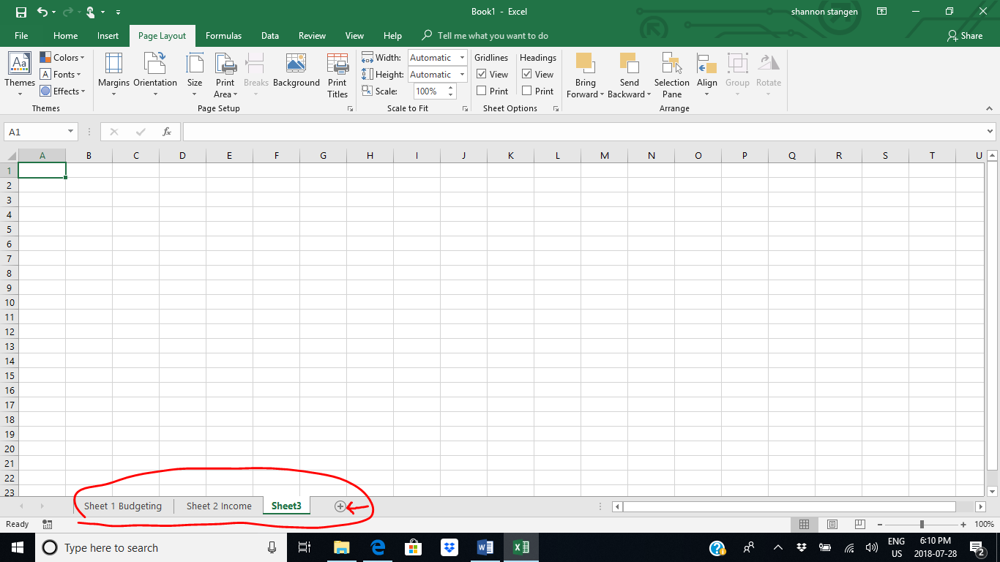 Book1 - Excel
shannon stangen
File Home Insert Page Layout Formulas Data Review View Help Tell me what you want to do Share
Aa Colors Width: Automatic Gridlines Headings
A Fonts Height: Automatic View View
Effects Scale: 100% Print Print
Themes Margins Orientation Size Print Area Breaks Background Print Titles Bring Forward Send Backward Selection Pane Align Group Rotate
Themes Page Setup Scale to Fit Sheet Options Arrange
A1 fx
A B C D E F G H I J K L M N O P Q R S T U
1
2
3
4
5
6
7
8
9
10
11
12
13
14
15
16
17
18
19
20
21
22
23
Sheet 1 Budgeting Sheet 2 Income Sheet3
Ready 100%
Type here to search ENG US 6:10 PM 2018-07-28 2